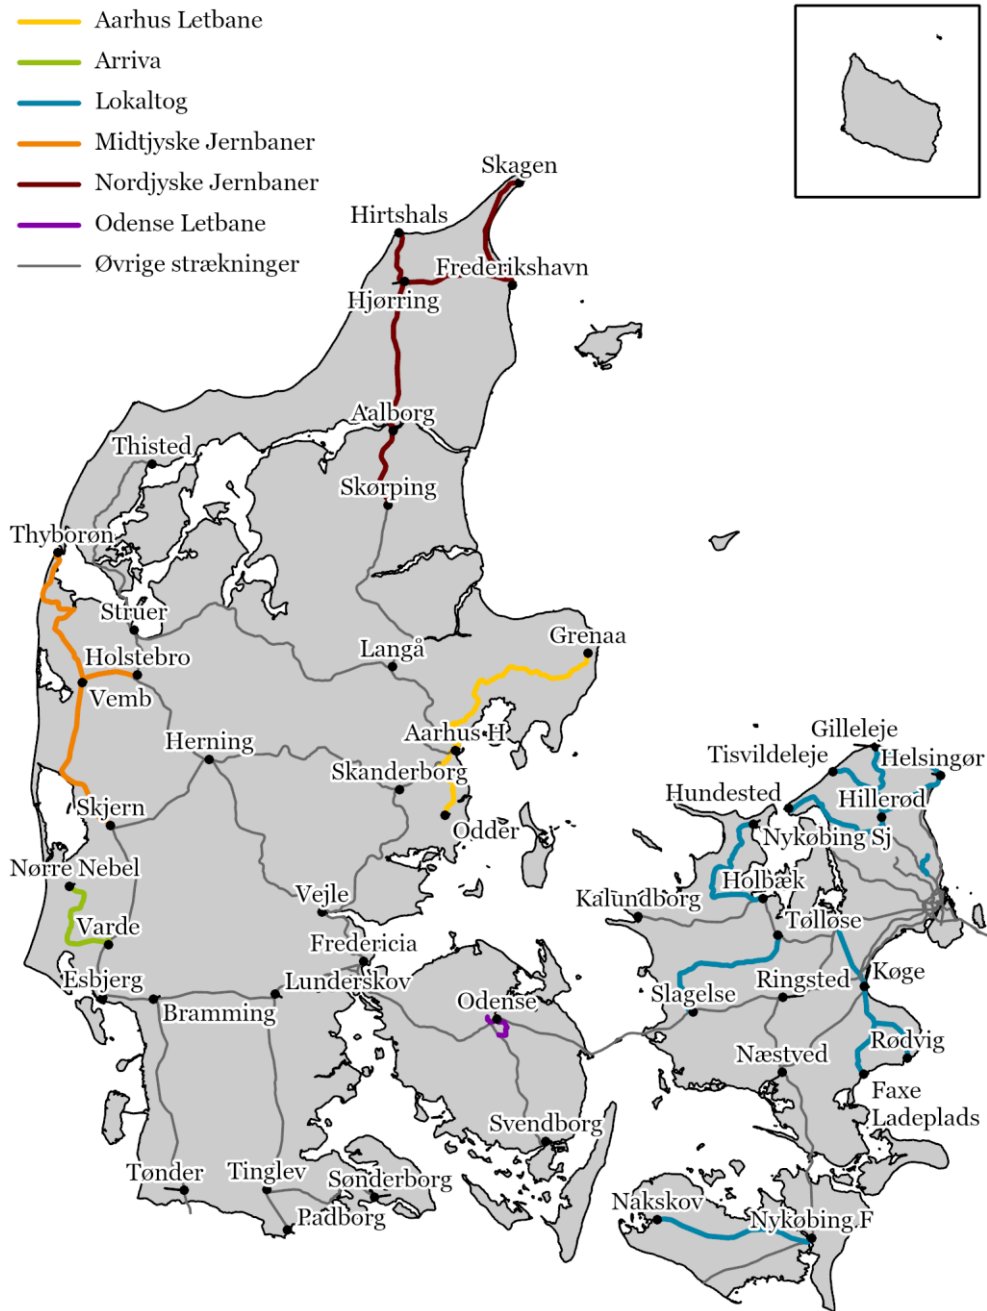 Aarhus Letbane
Arriva
Lokaltog
Midtjyske Jernbaner
Nordjyske Jernbaner
Odense Letbane
Øvrige strækninger
Skagen
Hirtshals
Frederikshavn
Hjørring
Aalborg
Thisted
Skørping
Thyborøn
Struer
Grenaa
Langå
Holstebro
Vemb
Aarhus H
Gilleleje
Herning
Tisvildeleje
Helsingør
Skanderborg
Hundested
Hillerød
Skjern
Odder
Nykøbing Sj
Nørre Nebel
Holbæk
Vejle
Kalundborg
Varde
Tølløse
Fredericia
Esbjerg
Lunderskov
Ringsted
Køge
Bramming
Odense
Slagelse
Rødvig
Næstved
Faxe
Ladeplads
Svendborg
Tønder
Tinglev
Sønderborg
Nakskov
Padborg
Nykøbing F